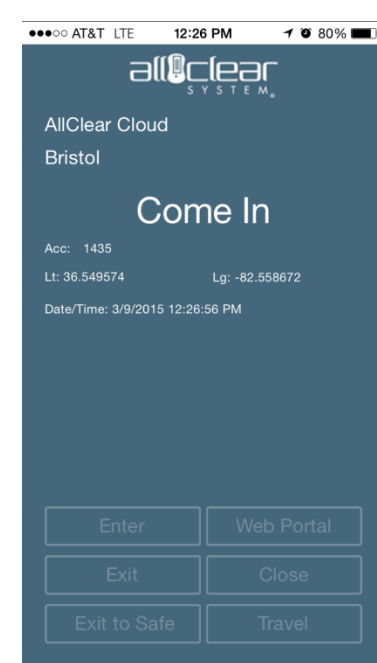 AT&T LTE 12:26 PM 80%
allclear
SYSTEM®
AllClear Cloud
Bristol
Come In
Acc: 1435
Lt: 36.549574 Lg: -82.558672
Date/Time: 3/9/2015 12:26:56 PM
Enter Web Portal
Exit Close
Exit to Safe Travel